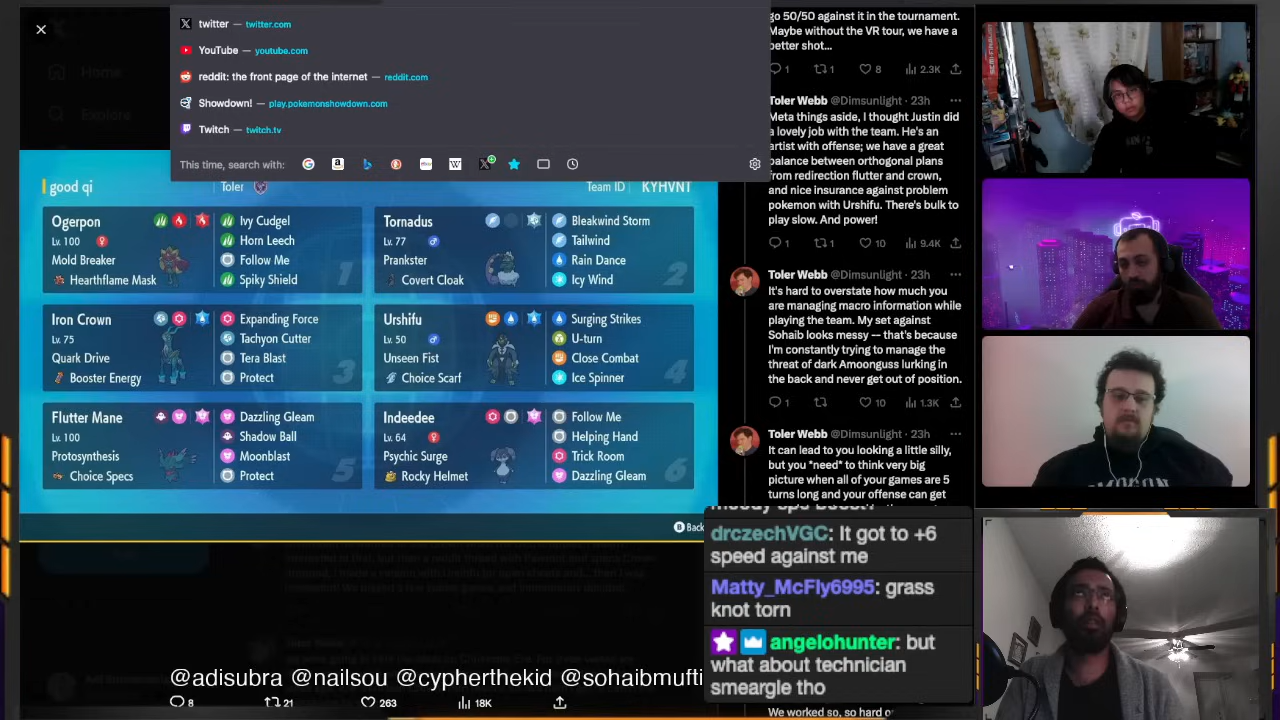 twitter — twitter.com
YouTube — youtube.com
reddit: the front page of the internet — reddit.com
Showdown! — play.pokemonshowdown.com
Twitch — twitch.tv
This time, search with:
Home
Explore
good qi
Toler
Team ID
KYHVNT
Ogerpon
Lv. 100
Mold Breaker
Hearthflame Mask
Ivy Cudgel
Horn Leech
Follow Me
Spiky Shield
1
Tornadus
Lv. 77
Prankster
Covert Cloak
Bleakwind Storm
Tailwind
Rain Dance
Icy Wind
2
Iron Crown
Lv. 75
Quark Drive
Booster Energy
Expanding Force
Tachyon Cutter
Tera Blast
Protect
3
Urshifu
Lv. 50
Unseen Fist
Choice Scarf
Surging Strikes
U-turn
Close Combat
Ice Spinner
4
Flutter Mane
Lv. 100
Protosynthesis
Choice Specs
Dazzling Gleam
Shadow Ball
Moonblast
Protect
5
Indeedee
Lv. 64
Psychic Surge
Rocky Helmet
Follow Me
Helping Hand
Trick Room
Dazzling Gleam
6
Back
8
21
263
18K
go 50/50 against it in the tournament.
Maybe without the VR tour, we have a
better shot...
1
1
8
2.3K
Toler Webb @Dimsunlight · 23h
Meta things aside, I thought Justin did
a lovely job with the team. He's an
artist with offense; we have a great
balance between orthogonal plans
from redirection flutter and crown,
and nice insurance against problem
pokemon with Urshifu. There's bulk to
play slow. And power!
1
1
10
9.4K
Toler Webb @Dimsunlight · 23h
It's hard to overstate how much you
are managing macro information while
playing the team. My set against
Sohaib looks messy — that's because
I'm constantly trying to manage the
threat of dark Amoonguss lurking in
the back and never get out of position.
1
10
1.3K
Toler Webb @Dimsunlight · 23h
It can lead to you looking a little silly,
but you *need* to think very big
picture when all of your games are 5
turns long and your offense can get
drczechVGC: It got to +6
speed against me
Matty_McFly6995: grass
knot torn
angelohunter: but
what about technician
smeargle tho
We worked so, so hard
@adisubra @nailsou @cypherthekid @sohaibmufti